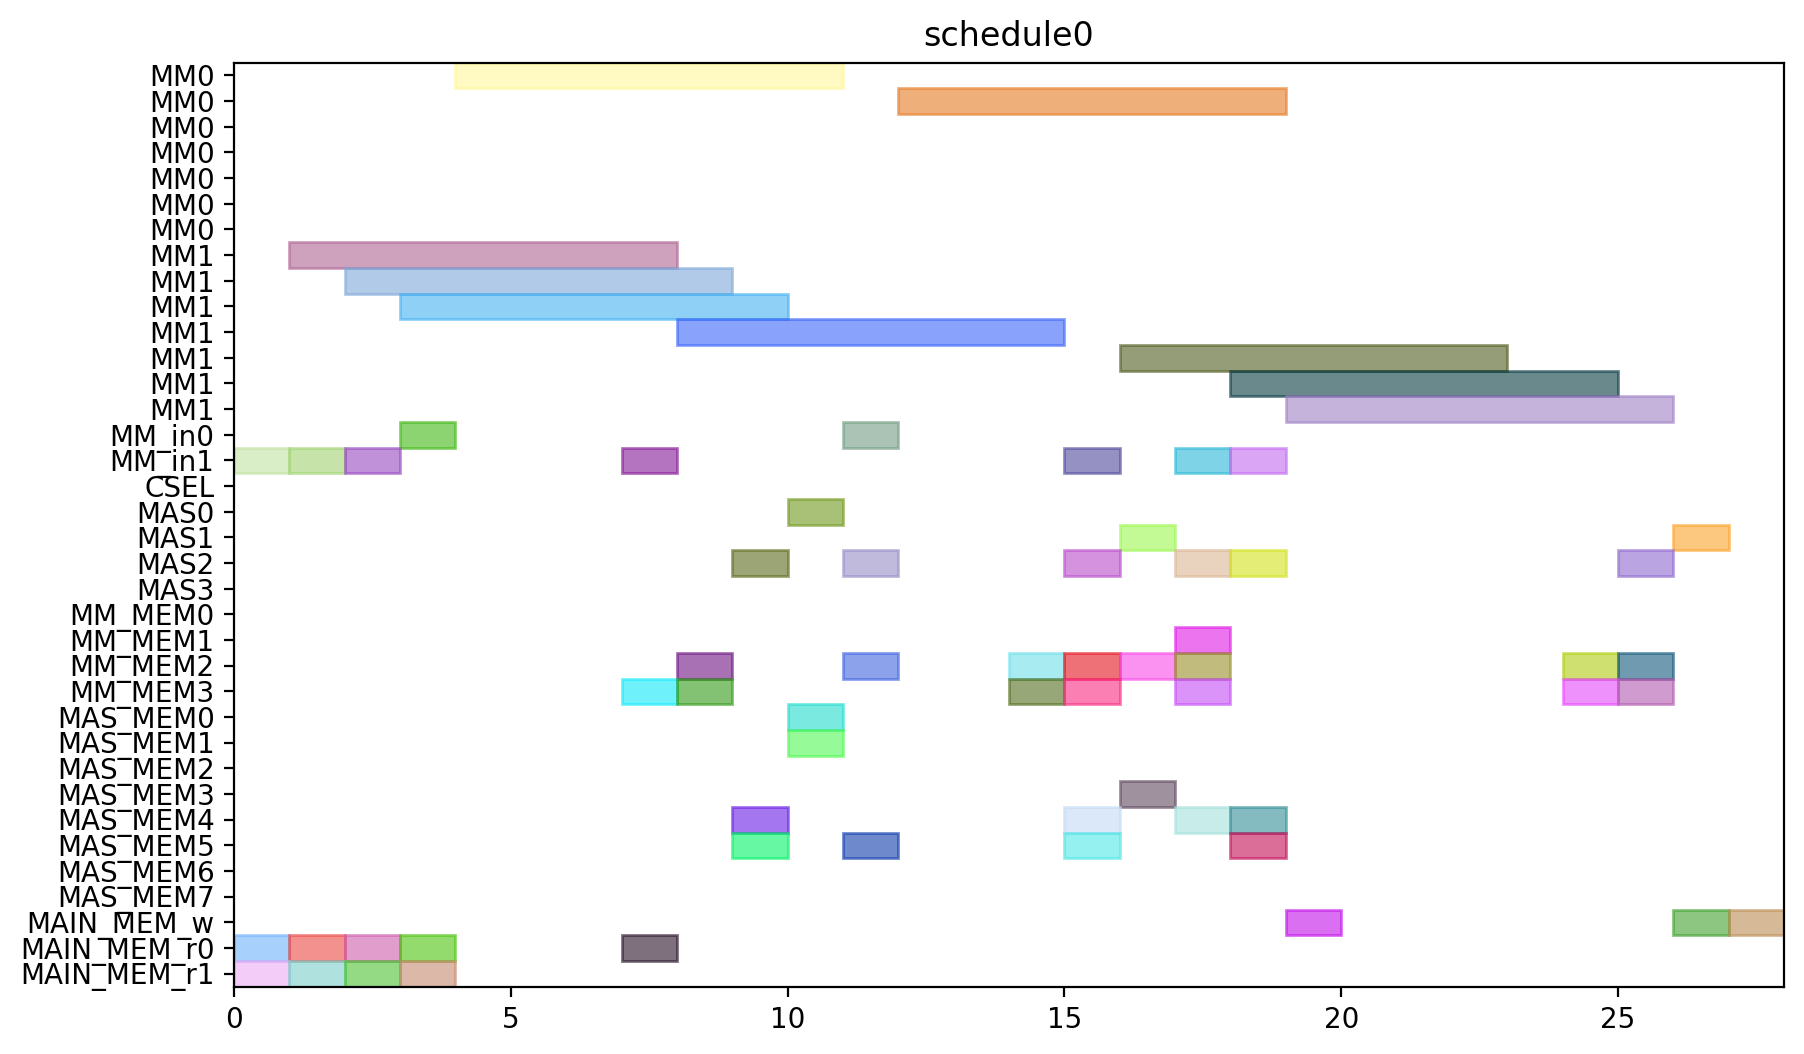 schedule0
MM0
MM0
MM0
MM0
MM0
MM0
MM0
MM1
MM1
MM1
MM1
MM1
MM1
MM1
MM_in0
MM_in1
CSEL
MAS0
MAS1
MAS2
MAS3
MM_MEM0
MM_MEM1
MM_MEM2
MM_MEM3
MAS_MEM0
MAS_MEM1
MAS_MEM2
MAS_MEM3
MAS_MEM4
MAS_MEM5
MAS_MEM6
MAS_MEM7
MAIN_MEM_w
MAIN_MEM_r0
MAIN_MEM_r1
0 5 10 15 20 25